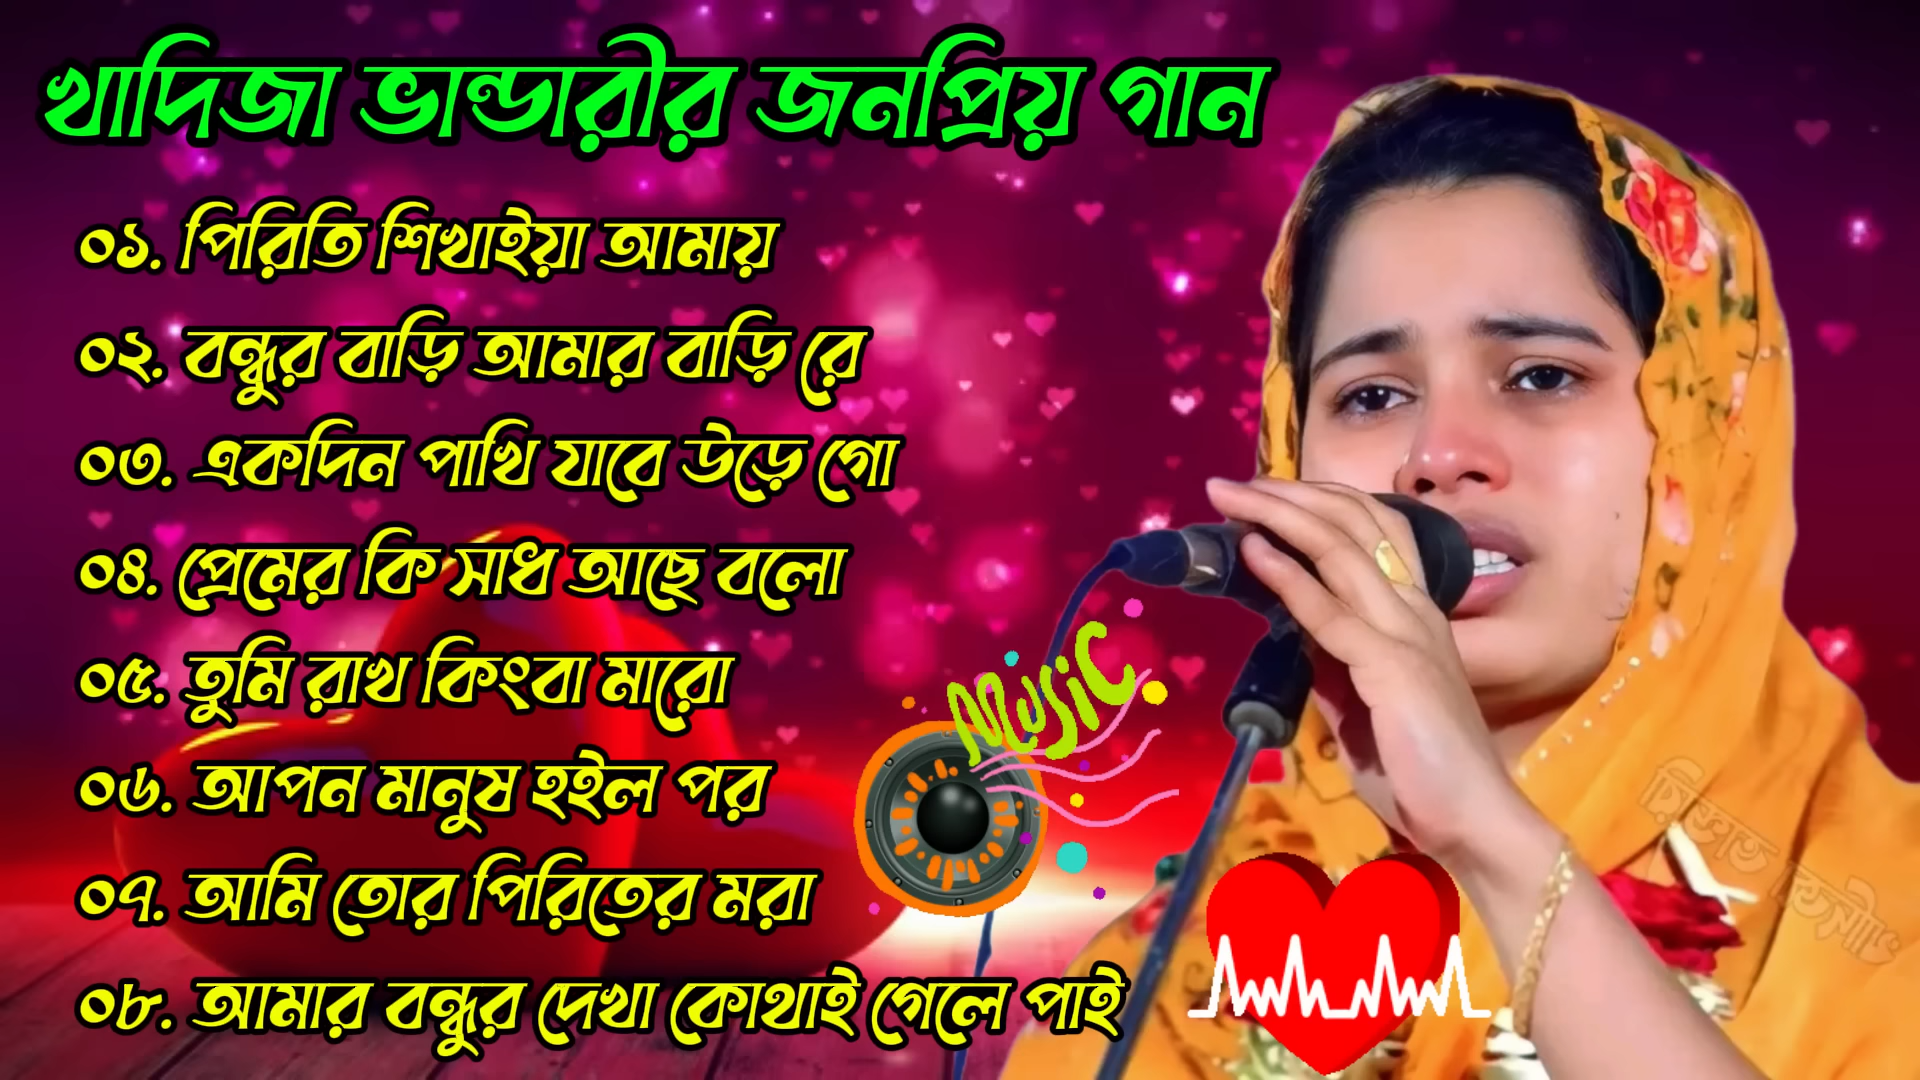 খাদিজা ভান্ডারীর জনপ্রিয় গান
০১. পিরিতি শিখাইয়া আমায়
০২. বন্ধুর বাড়ি আমার বাড়ি রে
০৩. একদিন পাখি যাবে উড়ে গো
০৪. প্রেমের কি সাধ আছে বলো
০৫. তুমি রাখ কিংবা মারো
০৬. আপন মানুষ হইল পর
০৭. আমি তোর পিরিতের মরা
০৮. আমার বন্ধুর দেখা কোথাই গেলে পাই
MUSIC